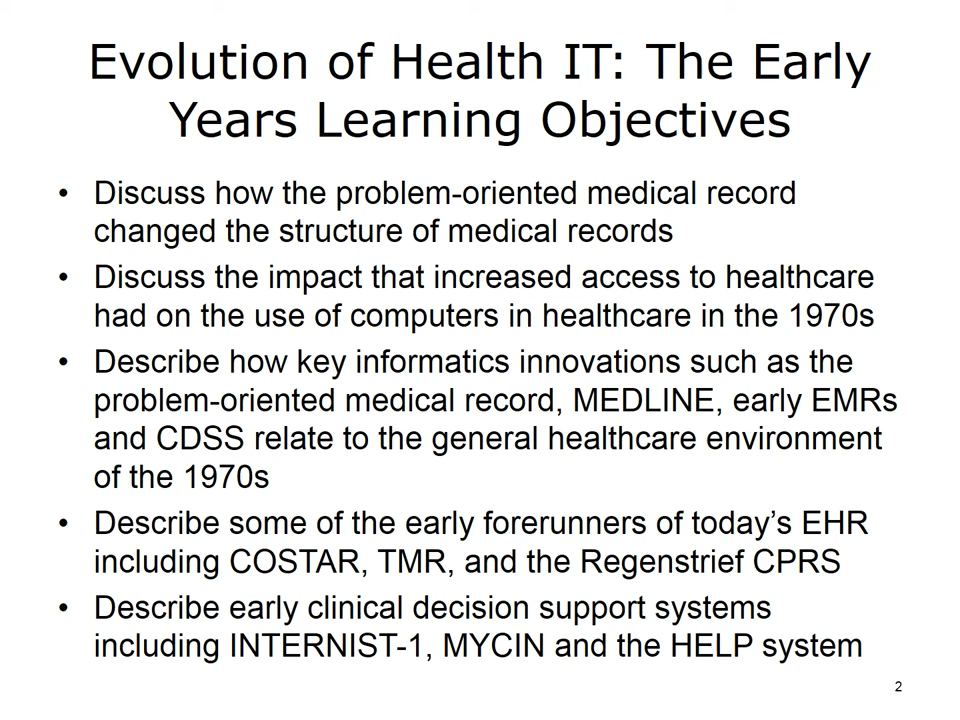 Evolution of Health IT: The Early
Years Learning Objectives
• Discuss how the problem-oriented medical record
changed the structure of medical records
• Discuss the impact that increased access to healthcare
had on the use of computers in healthcare in the 1970s
• Describe how key informatics innovations such as the
problem-oriented medical record, MEDLINE, early EMRs
and CDSS relate to the general healthcare environment
of the 1970s
• Describe some of the early forerunners of today’s EHR
including COSTAR, TMR, and the Regenstrief CPRS
• Describe early clinical decision support systems
including INTERNIST-1, MYCIN and the HELP system
2